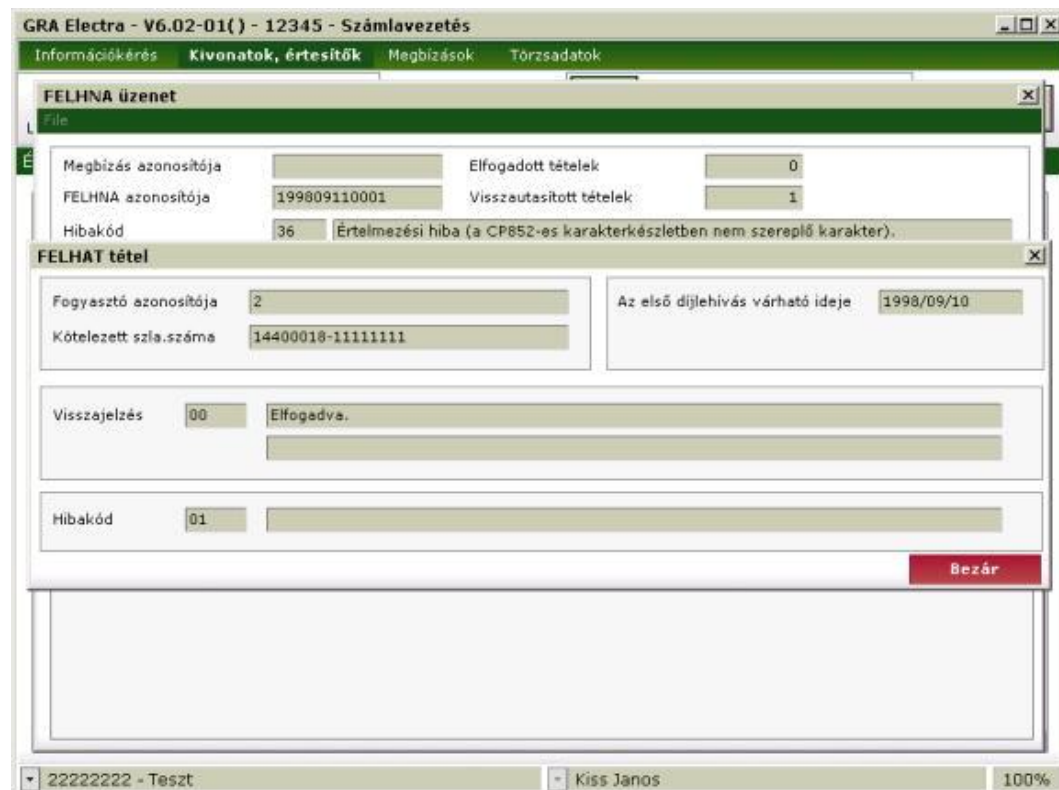 GRA Electra - V6.02-01( ) - 12345 - Számlavezetés
Információkérés Kivonatok, értesítők Megbízások Törzsadatok
FELHNA üzenet
File
Megbízás azonosítója Elfogadott tételek 0
FELHNA azonosítója 199809110001 Visszautasított tételek 1
Hibakód 36 Értelmezési hiba (a CP852-es karakterkészletben nem szereplő karakter).
FELHAT tétel
Fogyasztó azonosítója 2 Az első díjlehívás várható ideje 1998/09/10
Kötelezett szla.száma 14400018-11111111
Visszajelzés 00 Elfogadva.
Hibakód 01
Bezár
22222222 - Teszt Kiss Janos 100%